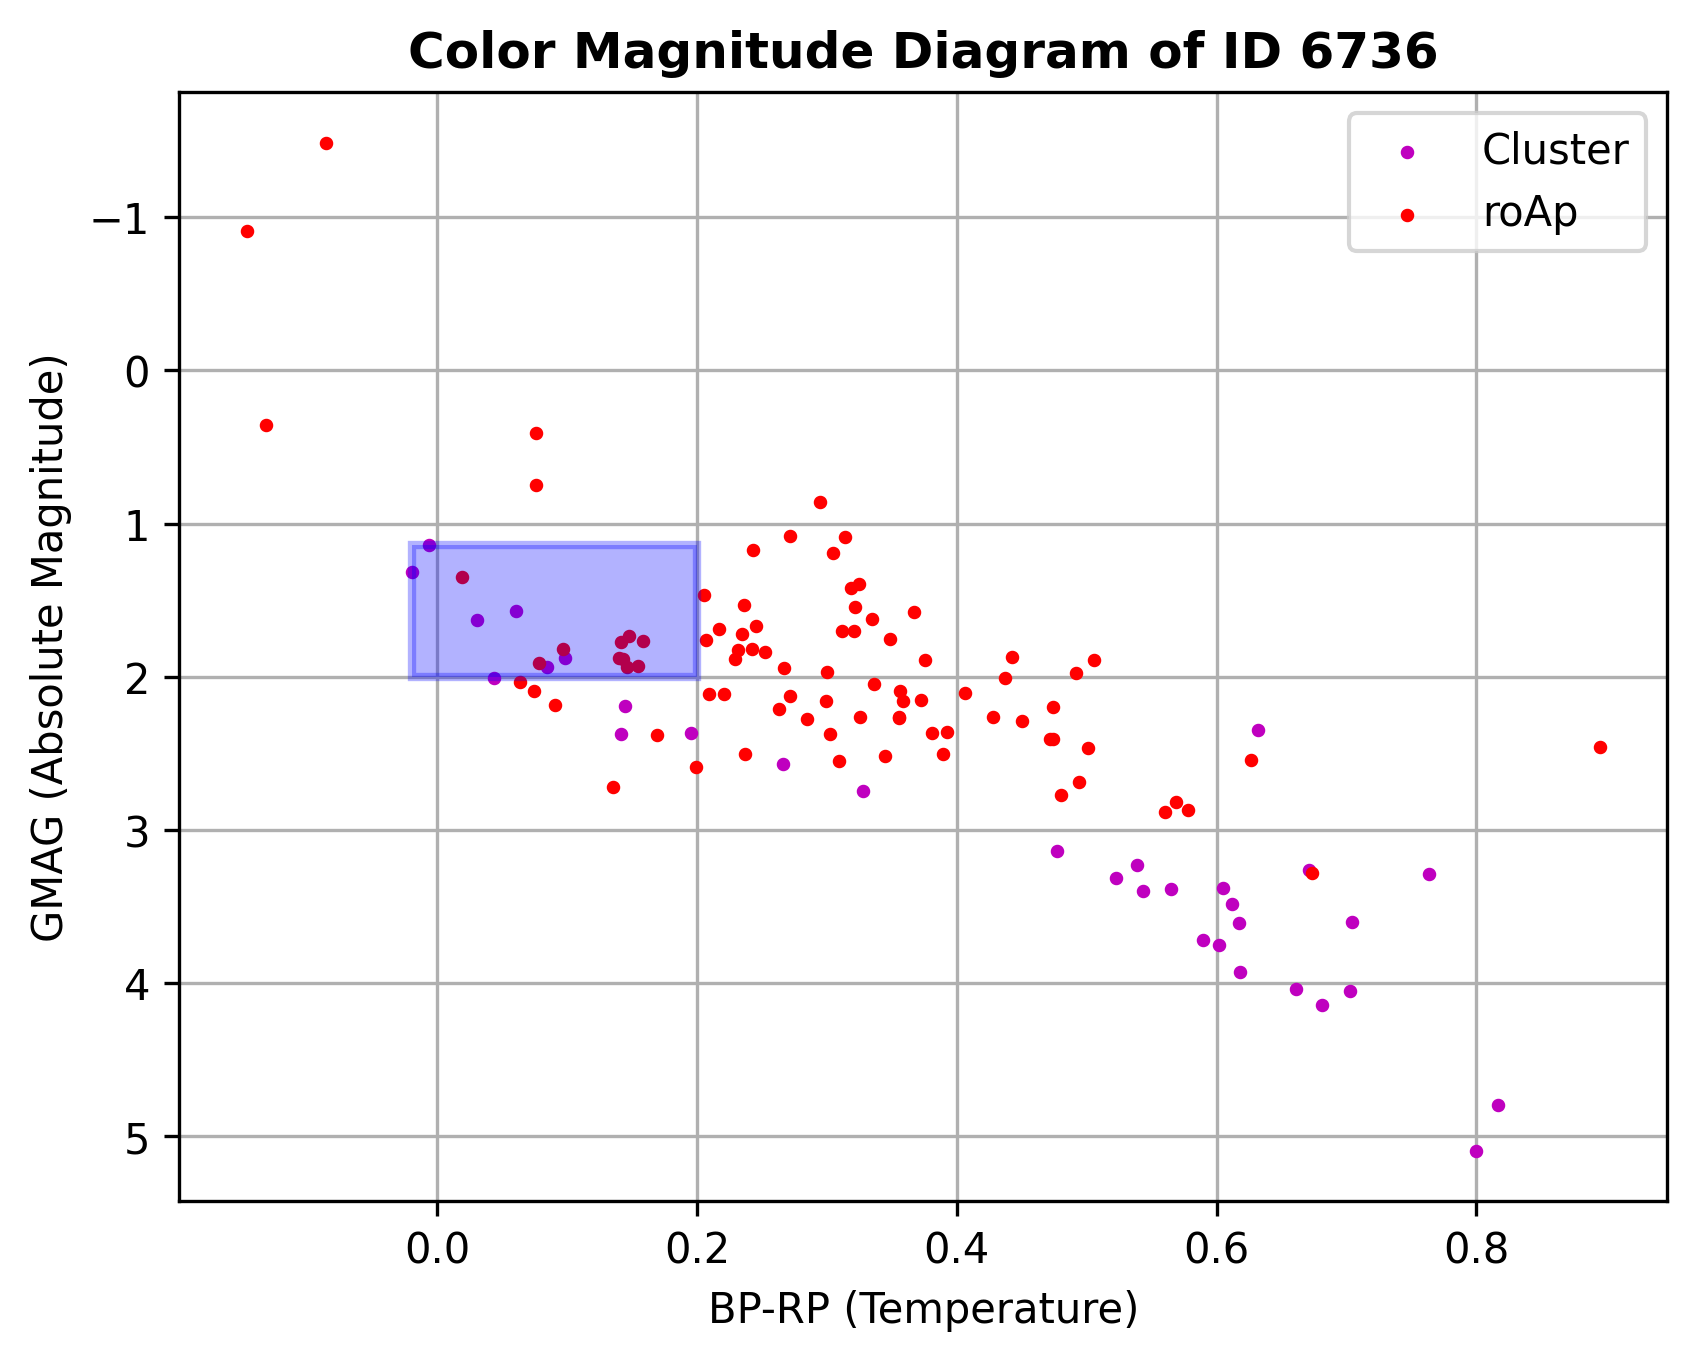 Color Magnitude Diagram of ID 6736
Cluster
roAp
−1
0
1
2
3
4
5
GMAG (Absolute Magnitude)
0.0 0.2 0.4 0.6 0.8
BP-RP (Temperature)